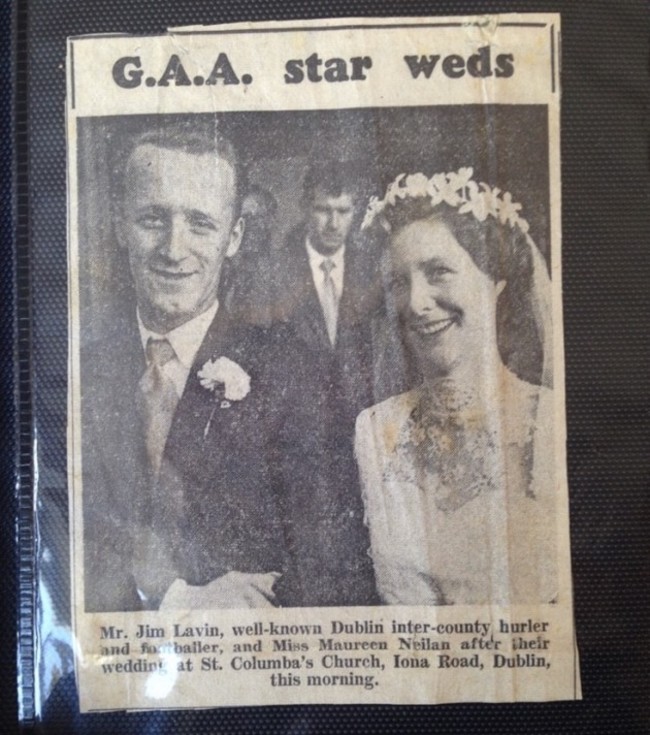 G.A.A. star weds
Mr. Jim Lavin, well-known Dublin inter-county hurler
and footballer, and Miss Maureen Neilan after their
wedding at St. Columba's Church, Iona Road, Dublin,
this morning.